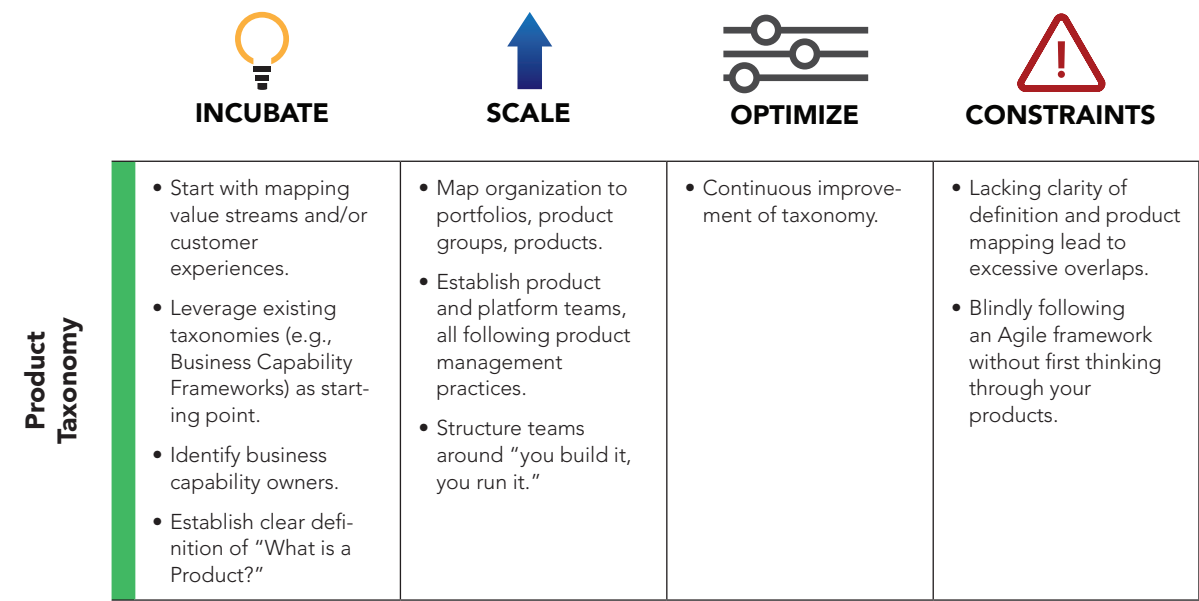 INCUBATE
SCALE
OPTIMIZE
CONSTRAINTS
Product
Taxonomy
• Start with mapping
value streams and/or
customer
experiences.
• Leverage existing
taxonomies (e.g.,
Business Capability
Frameworks) as start-
ing point.
• Identify business
capability owners.
• Establish clear defi-
nition of “What is a
Product?”
• Map organization to
portfolios, product
groups, products.
• Establish product
and platform teams,
all following product
management
practices.
• Structure teams
around “you build it,
you run it.”
• Continuous improve-
ment of taxonomy.
• Lacking clarity of
definition and product
mapping lead to
excessive overlaps.
• Blindly following
an Agile framework
without first thinking
through your
products.